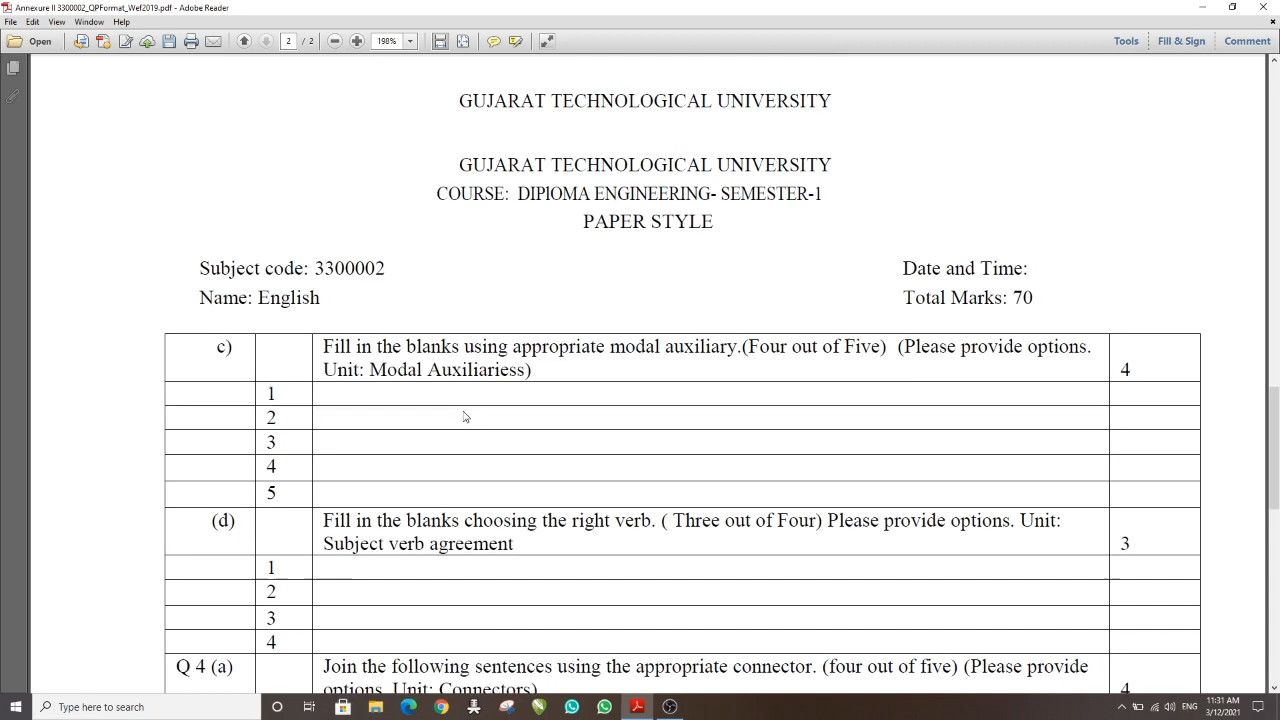 Annexure II 3300002_QPFormat_Wef2019.pdf - Adobe Reader
File Edit View Window Help
Open 2 / 2 198% Tools Fill & Sign Comment
GUJARAT TECHNOLOGICAL UNIVERSITY
GUJARAT TECHNOLOGICAL UNIVERSITY
COURSE: DIPIOMA ENGINEERING- SEMESTER-1
PAPER STYLE
Subject code: 3300002 Date and Time:
Name: English Total Marks: 70
c) Fill in the blanks using appropriate modal auxiliary.(Four out of Five) (Please provide options.
Unit: Modal Auxiliariess) 4
1
2
3
4
5
(d) Fill in the blanks choosing the right verb. ( Three out of Four) Please provide options. Unit:
Subject verb agreement 3
1
2
3
4
Q 4 (a) Join the following sentences using the appropriate connector. (four out of five) (Please provide
options. Unit: Connectors) 4
Type here to search ENG 11:31 AM
3/12/2021